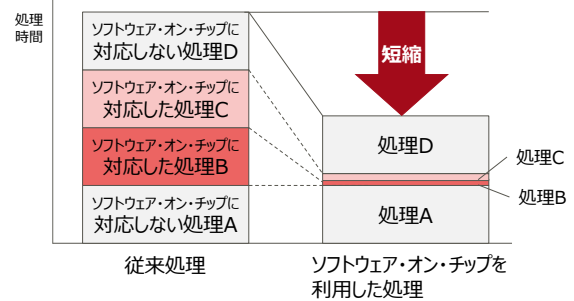 処理
時間
ソフトウェア・オン・チップに
対応しない処理D
ソフトウェア・オン・チップに
対応した処理C
ソフトウェア・オン・チップに
対応した処理B
ソフトウェア・オン・チップに
対応しない処理A
従来処理
短縮
処理D
処理C
処理B
処理A
ソフトウェア・オン・チップを
利用した処理